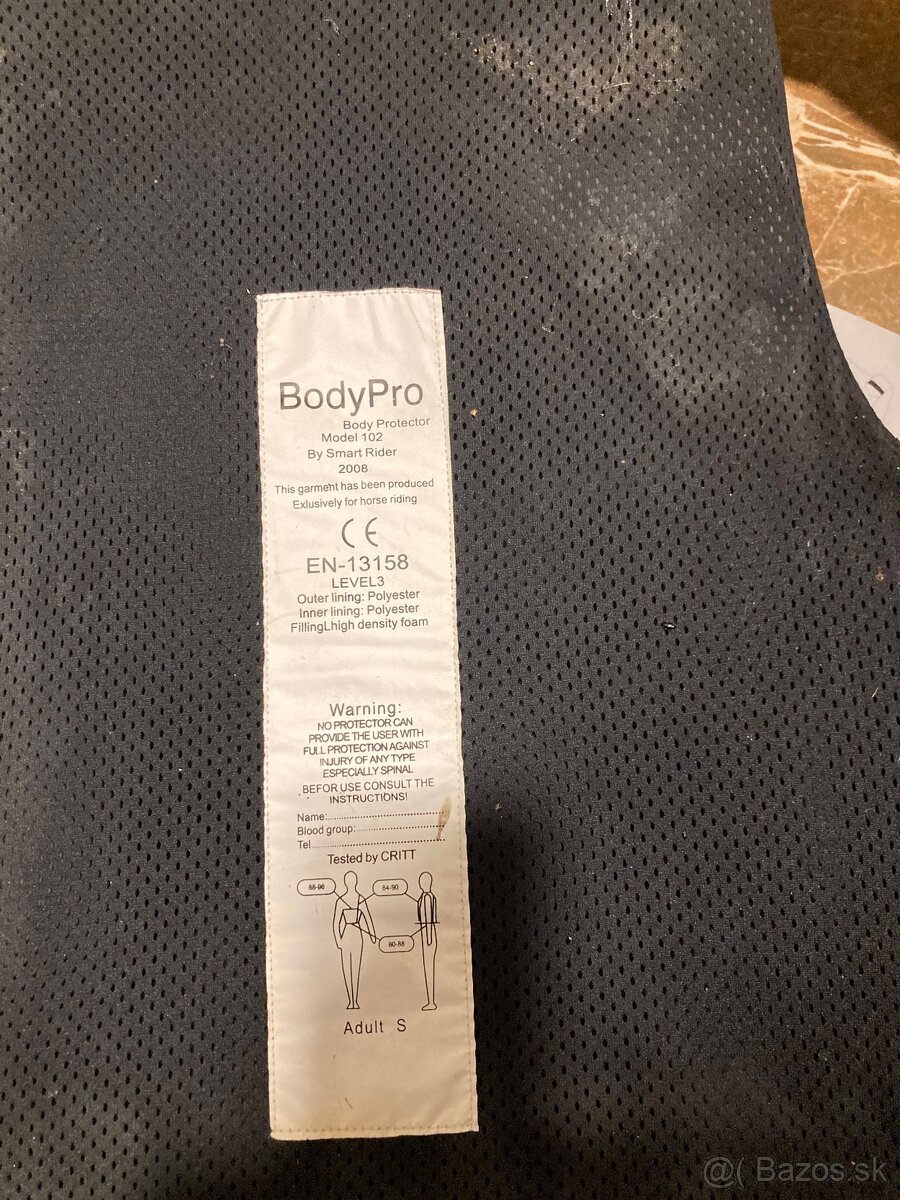 BodyPro
Body Protector
Model 102
By Smart Rider
2008
This garment has been produced
Exlusively for horse riding
CE
EN-13158
LEVEL3
Outer lining: Polyester
Inner lining: Polyester
FillingLhigh density foam
Warning:
NO PROTECTOR CAN
PROVIDE THE USER WITH
FULL PROTECTION AGAINST
INJURY OF ANY TYPE
ESPECIALLY SPINAL
BEFOR USE CONSULT THE
INSTRUCTIONS!
Name:
Blood group:
Tel
Tested by CRITT
84-90
80-88
Adult S
@( Bazos.sk